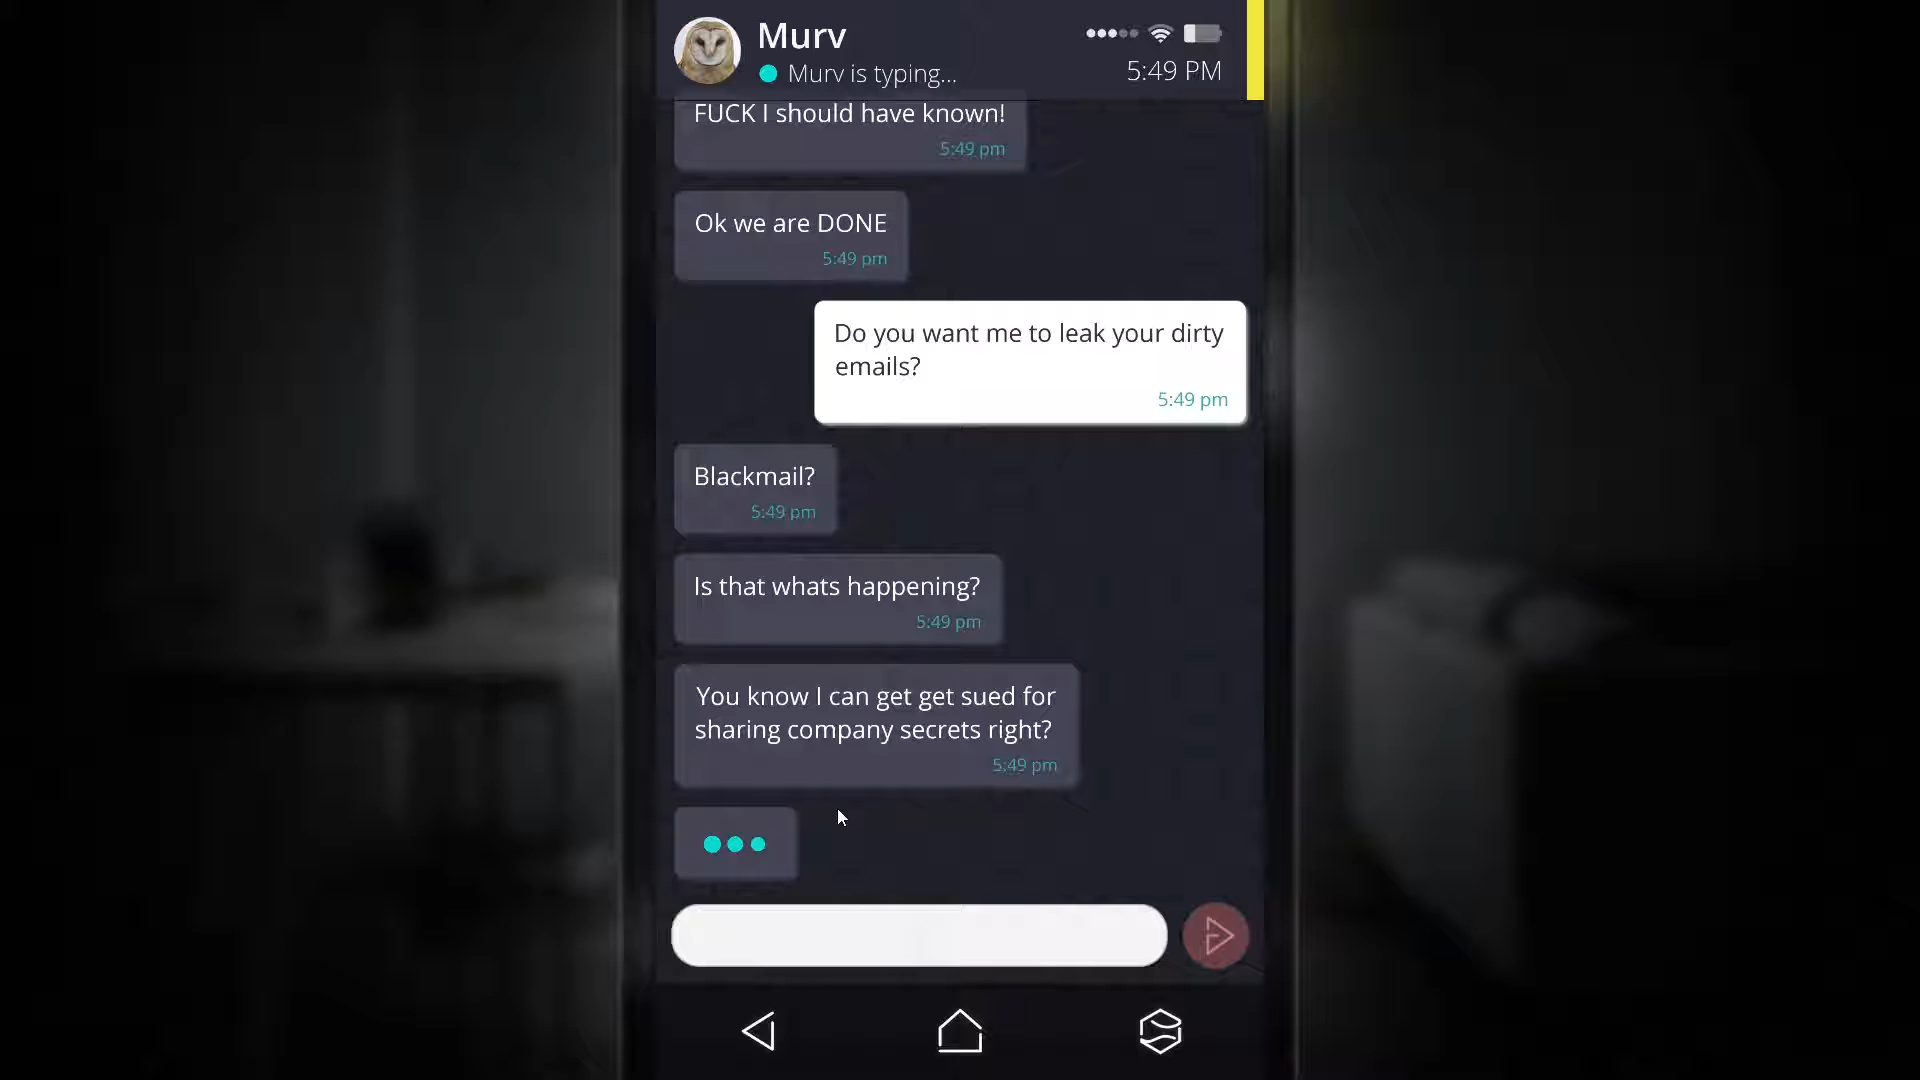 Murv
Murv is typing...
5:49 PM
FUCK I should have known!
5:49 pm
Ok we are DONE
5:49 pm
Do you want me to leak your dirty
emails?
5:49 pm
Blackmail?
5:49 pm
Is that whats happening?
5:49 pm
You know I can get get sued for
sharing company secrets right?
5:49 pm